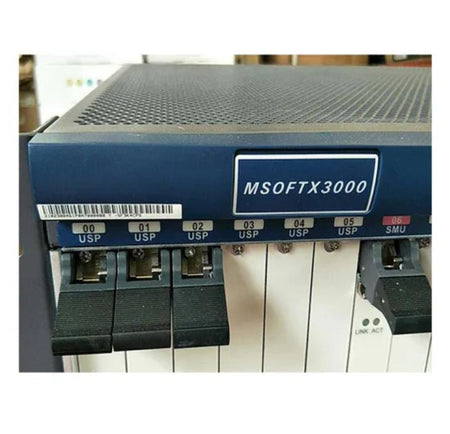 MSOFTX3000
00 01 02 03 04 05 06
USP USP USP USP USP USP SMU
LINK ACT